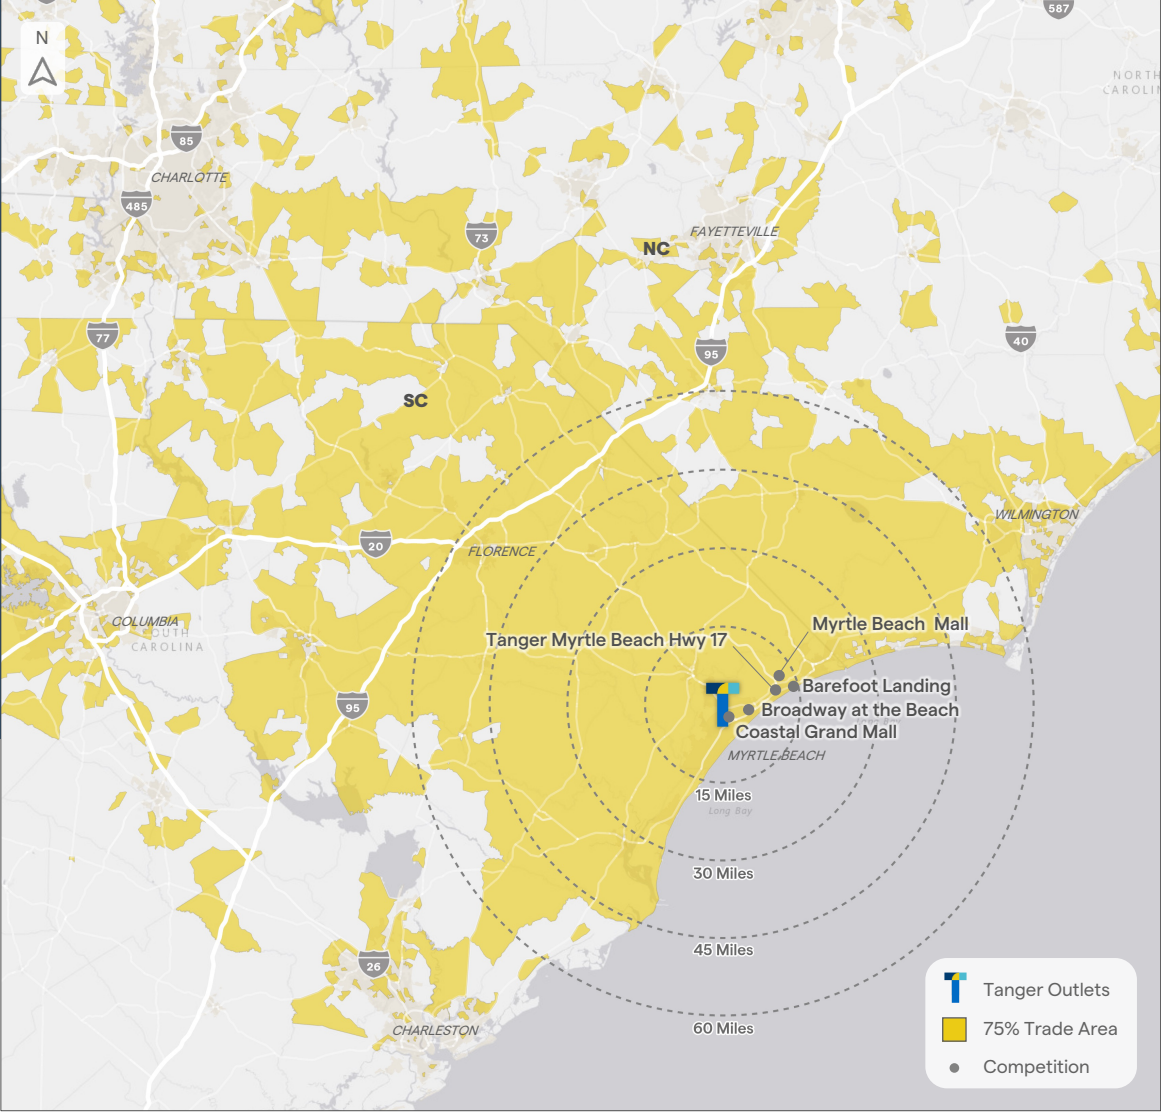 587
N
NORTH
CAROLIN
85
CHARLOTTE
485
73
FAYETTEVILLE
NC
77
40
95
SC
WILMINGTON
20
FLORENCE
COLUMBIA
SOUTH
CAROLINA
Myrtle Beach Mall
Tanger Myrtle Beach Hwy 17
Barefoot Landing
95
Broadway at the Beach
Coastal Grand Mall
MYRTLE BEACH
15 Miles
Long Bay
30 Miles
45 Miles
26
Tanger Outlets
60 Miles
75% Trade Area
CHARLESTON
Competition